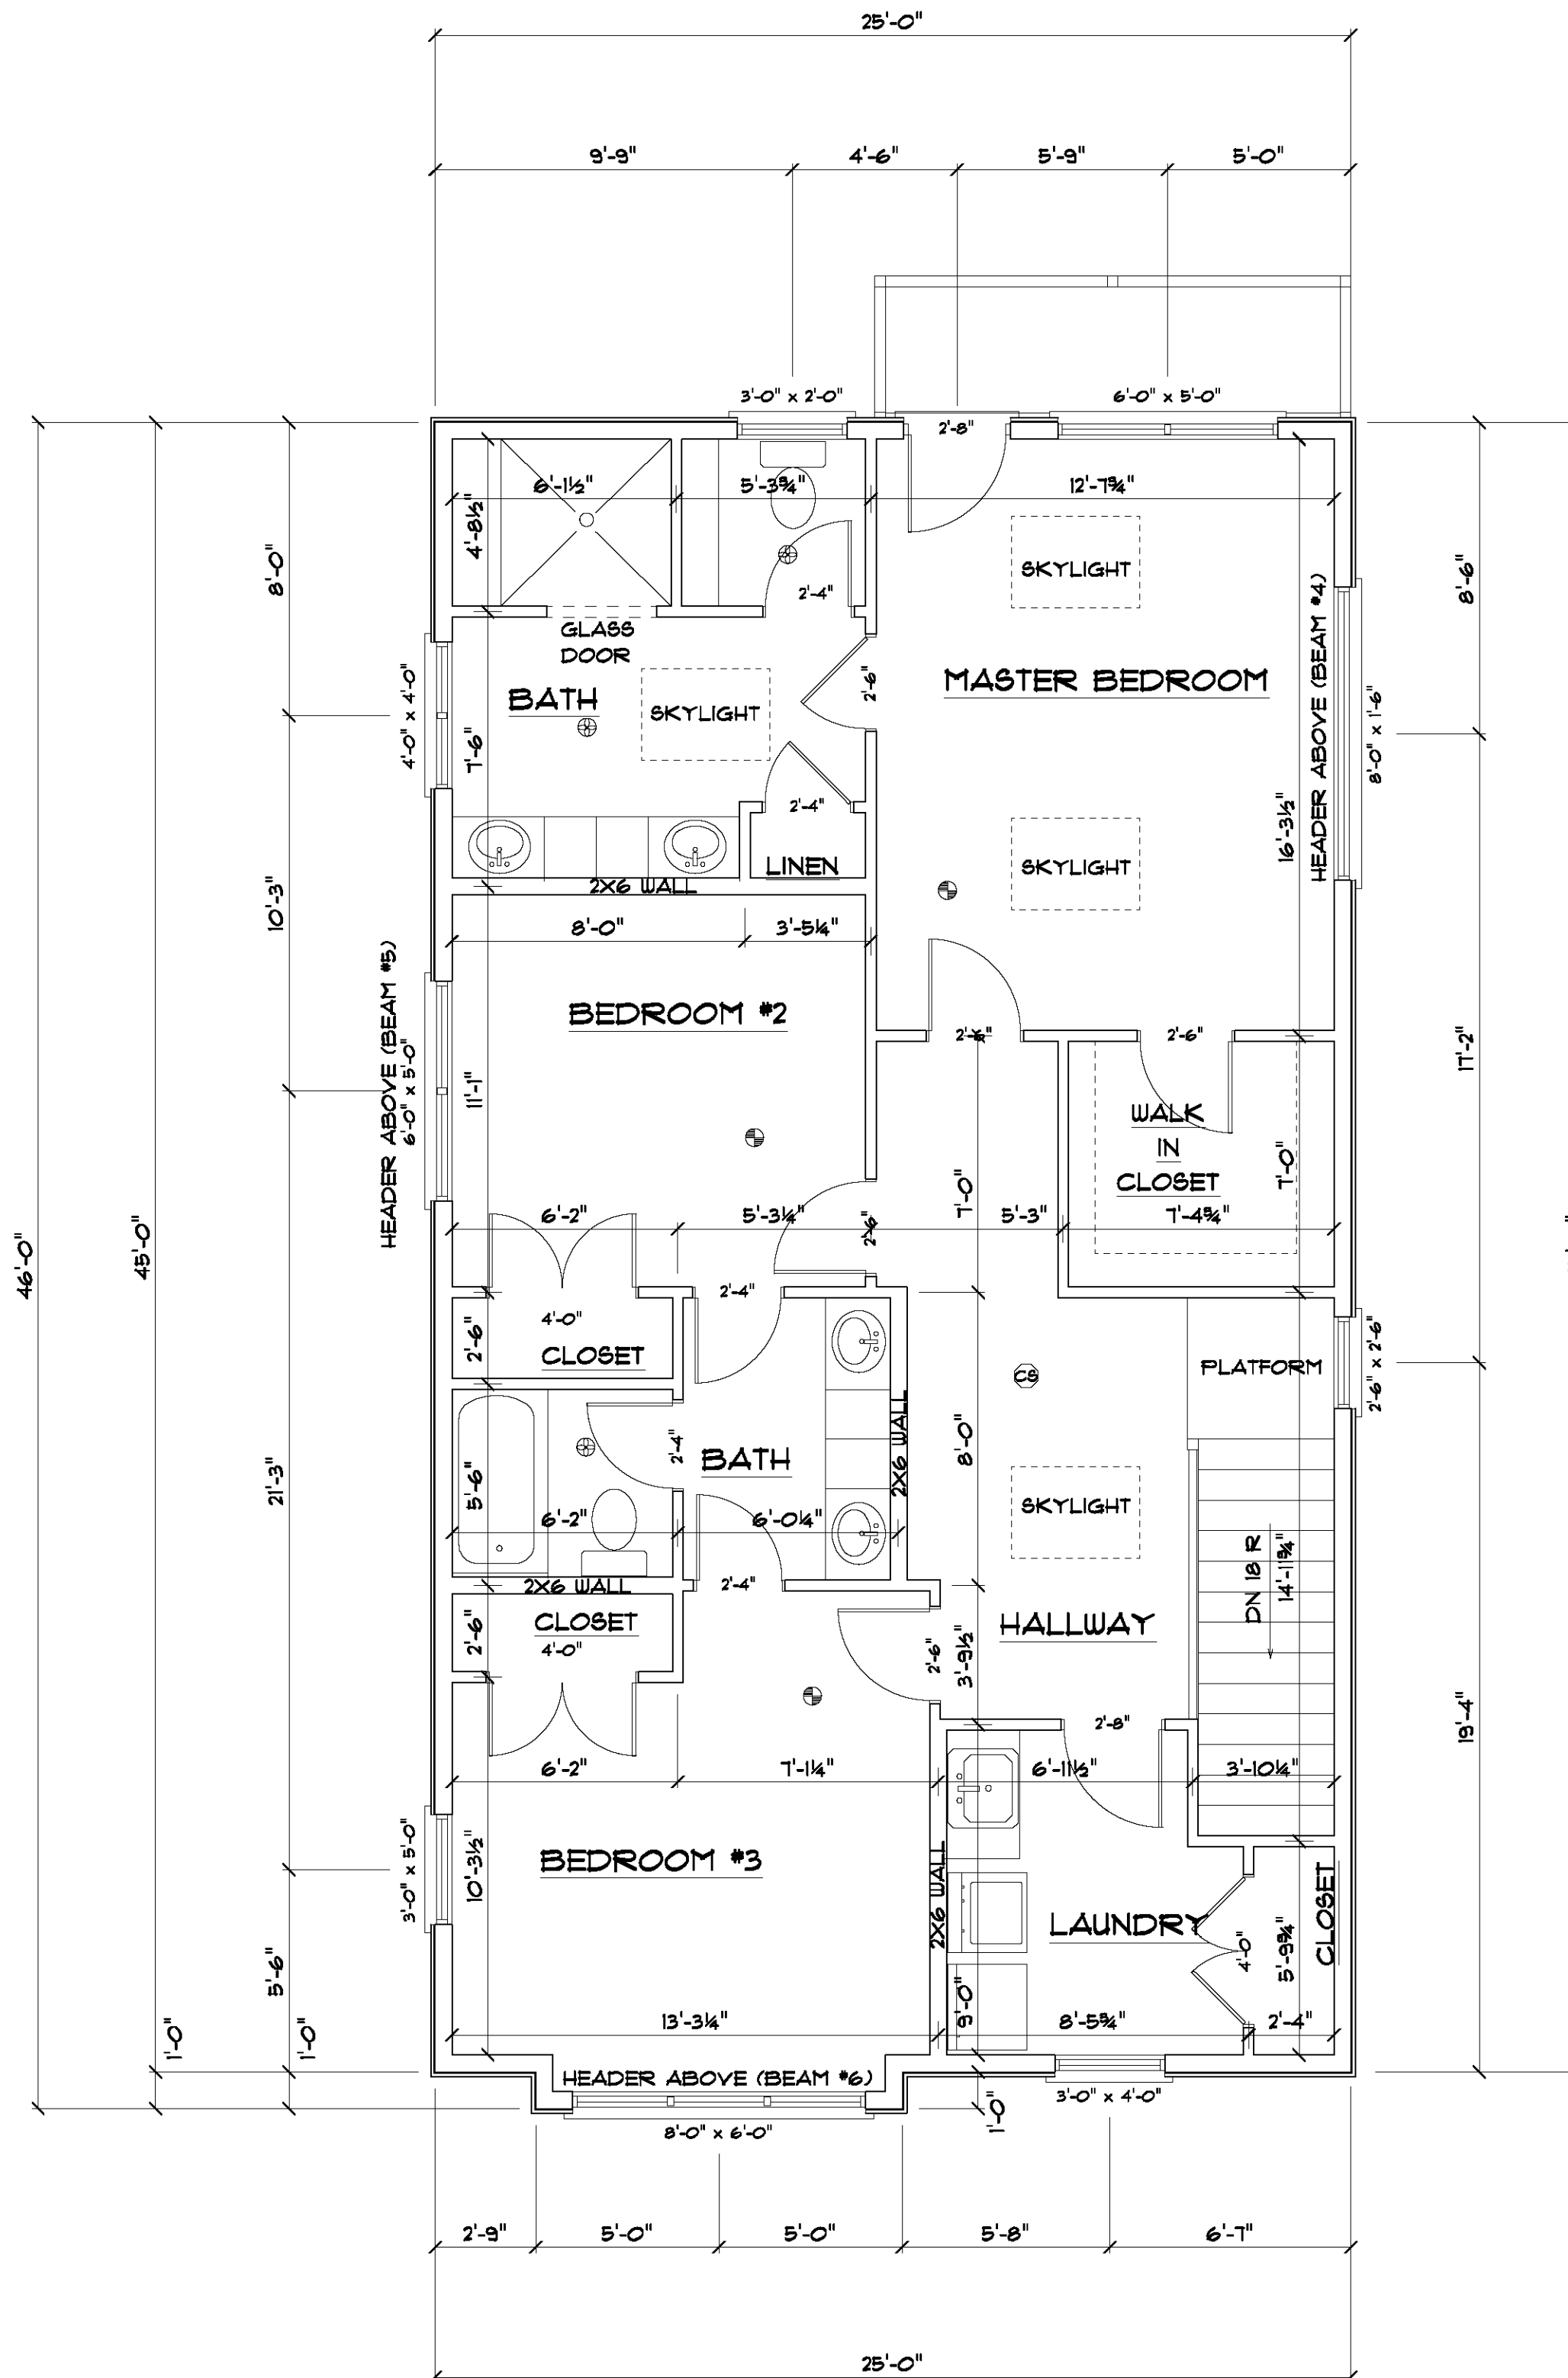 25'-0"
9'-9" 4'-6" 5'-9" 5'-0"
3'-0" x 2'-0" 6'-0" x 5'-0"
2'-8"
6'-1½" 5'-3¾" 12'-7¾"
4'-8½"
SKYLIGHT
8'-0"
8'-6"
2'-4"
GLASS
DOOR
HEADER ABOVE (BEAM #4)
MASTER BEDROOM
2'-6"
BATH
SKYLIGHT
4'-0" x 4'-0"
7'-6"
8'-0" x 1'-6"
2'-4"
16'-3½"
LINEN
SKYLIGHT
2X6 WALL
10'-3"
8'-0" 3'-5¼"
BEDROOM #2
HEADER ABOVE (BEAM #5)
6'-0" x 5'-0"
2'-6" 2'-6"
11'-1"
17'-2"
WALK
IN
CLOSET
7'-0"
7'-0"
6'-2" 5'-3¼" 5'-3" 7'-4¾"
2'-6"
46'-0"
45'-0"
4'-0" 2'-4"
CLOSET
2'-6"
CS
PLATFORM
2'-6" x 2'-6"
2X6 WALL
2'-4"
BATH
8'-0"
5'-6"
21'-3"
SKYLIGHT
6'-2" 6'-0¼"
DN 18 R
14'-11¾"
2X6 WALL
2'-4"
CLOSET
4'-0"
2'-6"
HALLWAY
2'-6"
3'-9½"
2'-8"
19'-4"
6'-2" 7'-1¼" 6'-11½" 3'-10¼"
3'-0" x 5'-0"
10'-3½"
BEDROOM #3
2X6 WALL
LAUNDRY
4'-0"
5'-9¾"
CLOSET
5'-6"
9'-0"
13'-3¼" 8'-5¾" 2'-4"
1'-0" 1'-0"
HEADER ABOVE (BEAM #6)
3'-0" x 4'-0"
1'-0"
8'-0" x 6'-0"
2'-9" 5'-0" 5'-0" 5'-8" 6'-7"
25'-0"